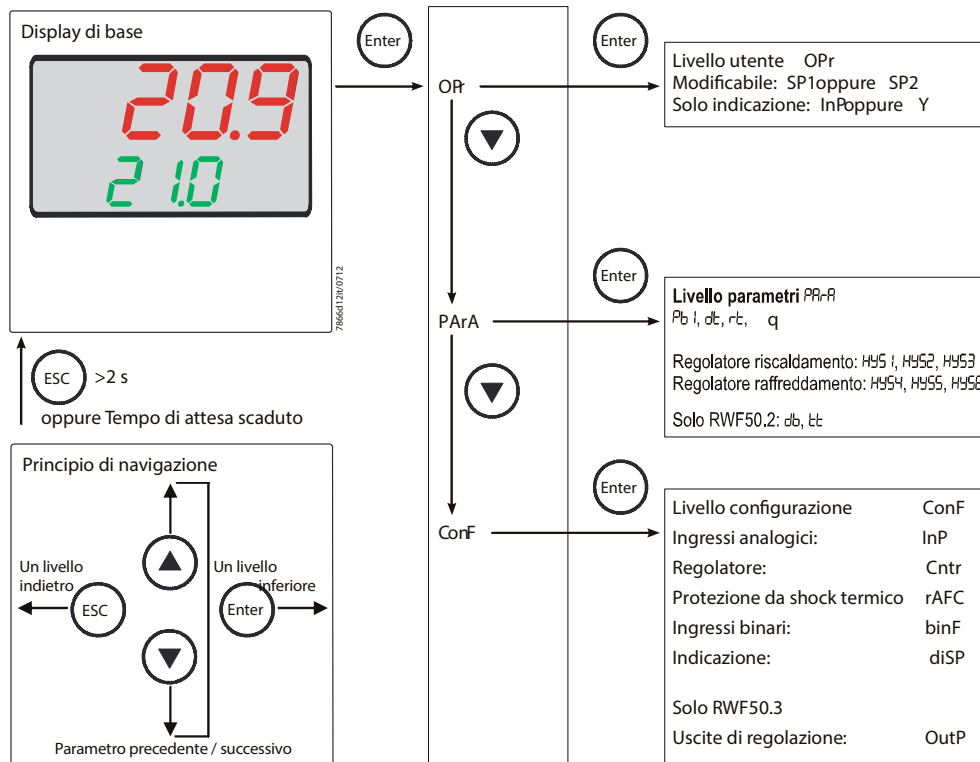 Display di base
20.9
21.0
7866d12it/0712
Enter
ESC
>2 s
oppure Tempo di attesa scaduto
Principio di navigazione
Un livello
indietro
ESC
Un livello
inferiore
Enter
Parametro precedente / successivo
OPr
PArA
ConF
Enter
Livello utente OPr
Modificabile: SP1oppure SP2
Solo indicazione: InPoppure Y
Enter
Livello parametri PArA
Pb1, dt, rt, q
Regolatore riscaldamento: HYS1, HYS2, HYS3
Regolatore raffreddamento: HYS4, HYS5, HYS6
Solo RWF50.2: db, tt
Enter
Livello configurazione ConF
Ingressi analogici: InP
Regolatore: Cntr
Protezione da shock termico rAFC
Ingressi binari: binF
Indicazione: diSP
Solo RWF50.3
Uscite di regolazione: OutP